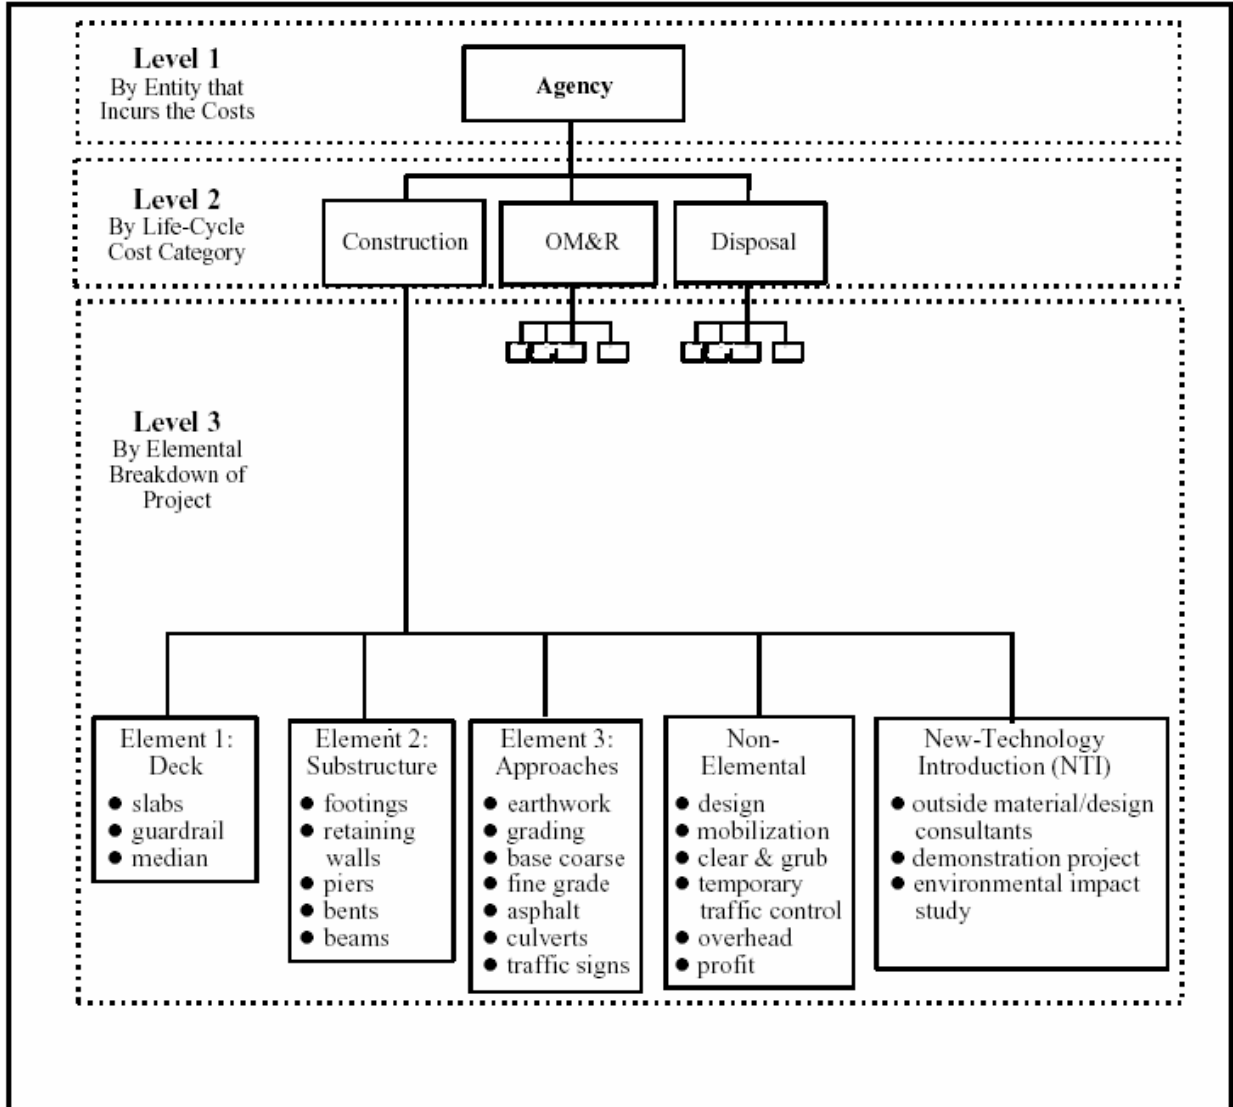 Level 1
By Entity that
Incurs the Costs
Agency
Level 2
By Life-Cycle
Cost Category
Construction
OM&R
Disposal
Level 3
By Elemental
Breakdown of
Project
Element 1:
Deck
● slabs
● guardrail
● median
Element 2:
Substructure
● footings
● retaining
walls
● piers
● bents
● beams
Element 3:
Approaches
● earthwork
● grading
● base coarse
● fine grade
● asphalt
● culverts
● traffic signs
Non-
Elemental
● design
● mobilization
● clear & grub
● temporary
traffic control
● overhead
● profit
New-Technology
Introduction (NTI)
● outside material/design
consultants
● demonstration project
● environmental impact
study